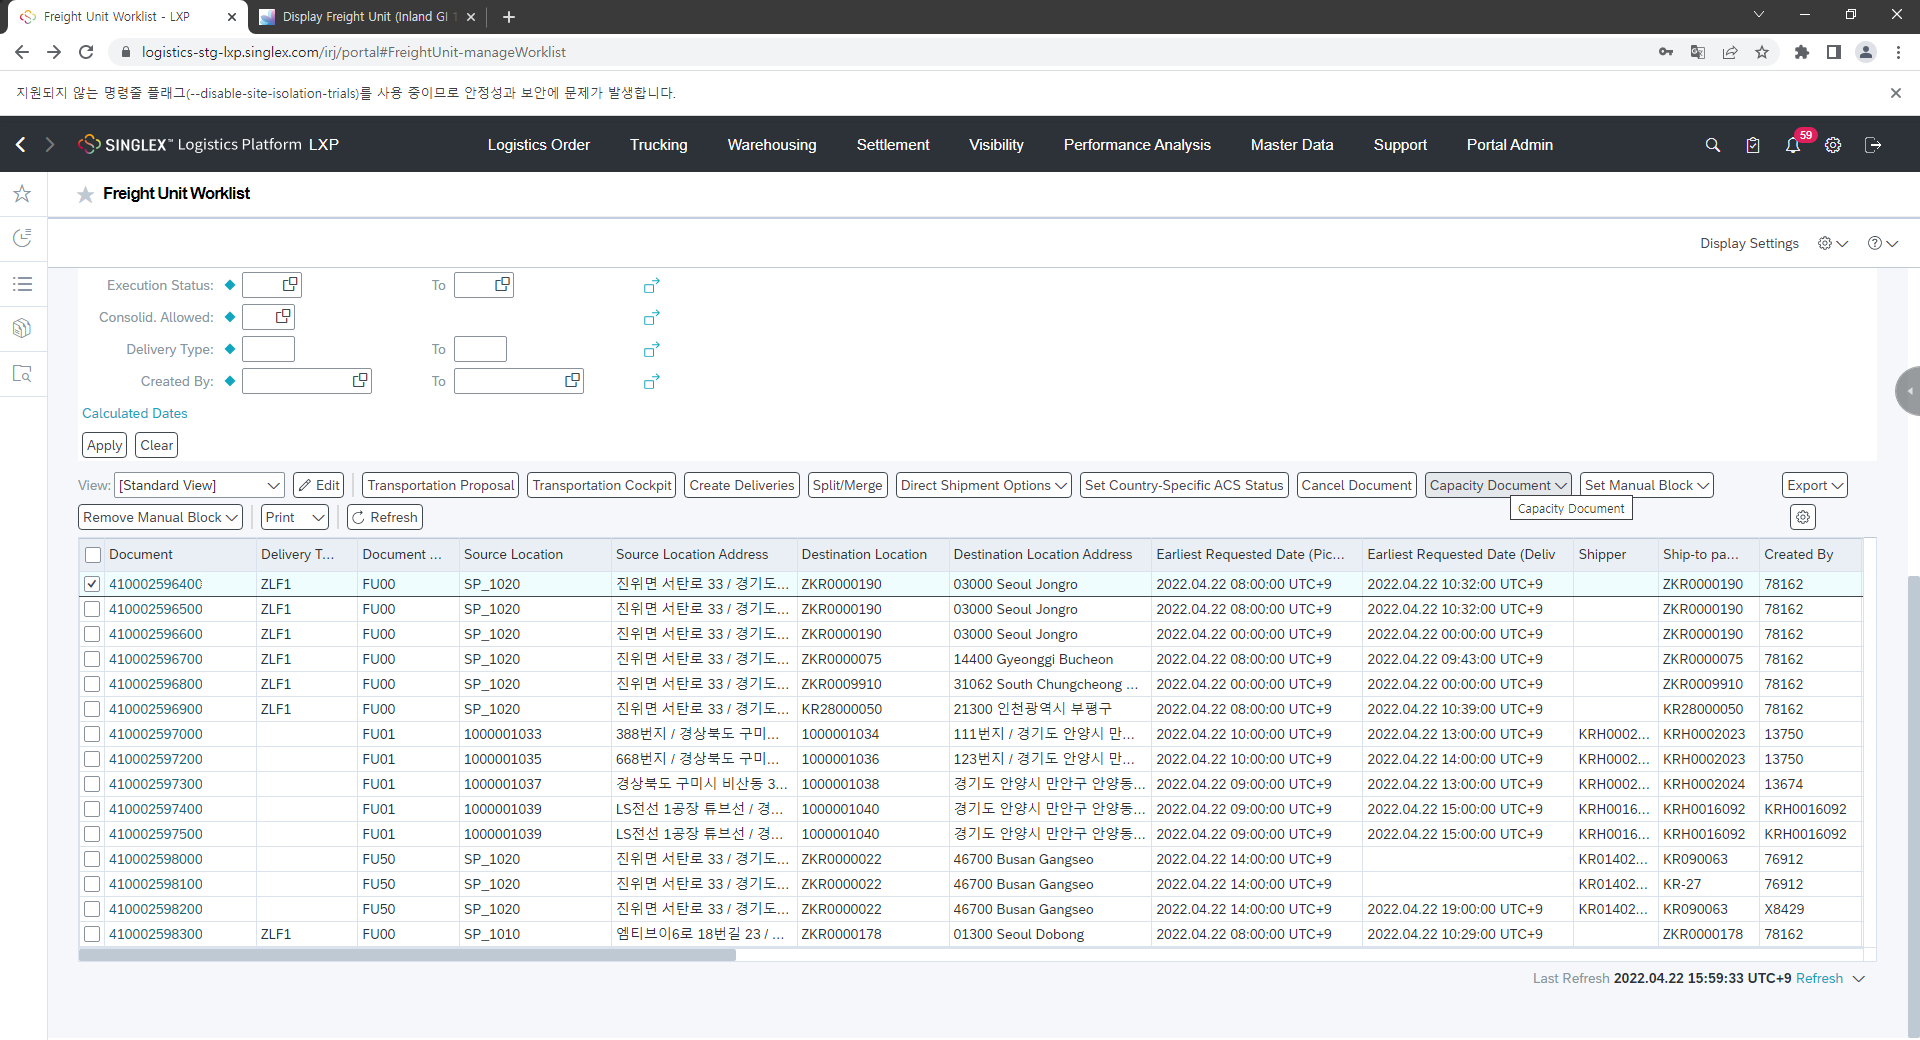 Freight Unit Worklist - LXP
Display Freight Unit (Inland GI
logistics-stg-lxp.singlex.com/irj/portal#FreightUnit-manageWorklist
지원되지 않는 명령줄 플래그(--disable-site-isolation-trials)를 사용 중이므로 안정성과 보안에 문제가 발생합니다.
SINGLEX™ Logistics Platform LXP Logistics Order Trucking Warehousing Settlement Visibility Performance Analysis Master Data Support Portal Admin 59
Freight Unit Worklist
Display Settings
Execution Status: To
Consolid. Allowed:
Delivery Type: To
Created By: To
Calculated Dates
Apply Clear
View: [Standard View] Edit Transportation Proposal Transportation Cockpit Create Deliveries Split/Merge Direct Shipment Options Set Country-Specific ACS Status Cancel Document Capacity Document Set Manual Block Export
Capacity Document
Remove Manual Block Print Refresh
Document Delivery T... Document ... Source Location Source Location Address Destination Location Destination Location Address Earliest Requested Date (Pic... Earliest Requested Date (Deliv Shipper Ship-to pa... Created By
410002596400 ZLF1 FU00 SP_1020 진위면 서탄로 33 / 경기도... ZKR0000190 03000 Seoul Jongro 2022.04.22 08:00:00 UTC+9 2022.04.22 10:32:00 UTC+9 ZKR0000190 78162
410002596500 ZLF1 FU00 SP_1020 진위면 서탄로 33 / 경기도... ZKR0000190 03000 Seoul Jongro 2022.04.22 08:00:00 UTC+9 2022.04.22 10:32:00 UTC+9 ZKR0000190 78162
410002596600 ZLF1 FU00 SP_1020 진위면 서탄로 33 / 경기도... ZKR0000190 03000 Seoul Jongro 2022.04.22 00:00:00 UTC+9 2022.04.22 00:00:00 UTC+9 ZKR0000190 78162
410002596700 ZLF1 FU00 SP_1020 진위면 서탄로 33 / 경기도... ZKR0000075 14400 Gyeonggi Bucheon 2022.04.22 08:00:00 UTC+9 2022.04.22 09:43:00 UTC+9 ZKR0000075 78162
410002596800 ZLF1 FU00 SP_1020 진위면 서탄로 33 / 경기도... ZKR0009910 31062 South Chungcheong ... 2022.04.22 00:00:00 UTC+9 2022.04.22 00:00:00 UTC+9 ZKR0009910 78162
410002596900 ZLF1 FU00 SP_1020 진위면 서탄로 33 / 경기도... KR28000050 21300 인천광역시 부평구 2022.04.22 08:00:00 UTC+9 2022.04.22 10:39:00 UTC+9 KR28000050 78162
410002597000 FU01 1000001033 388번지 / 경상북도 구미... 1000001034 111번지 / 경기도 안양시 만... 2022.04.22 10:00:00 UTC+9 2022.04.22 13:00:00 UTC+9 KRH0002... KRH0002023 13750
410002597200 FU01 1000001035 668번지 / 경상북도 구미... 1000001036 123번지 / 경기도 안양시 만... 2022.04.22 10:00:00 UTC+9 2022.04.22 14:00:00 UTC+9 KRH0002... KRH0002023 13750
410002597300 FU01 1000001037 경상북도 구미시 비산동 3... 1000001038 경기도 안양시 만안구 안양동... 2022.04.22 09:00:00 UTC+9 2022.04.22 13:00:00 UTC+9 KRH0002... KRH0002024 13674
410002597400 FU01 1000001039 LS전선 1공장 튜브선 / 경... 1000001040 경기도 안양시 만안구 안양동... 2022.04.22 09:00:00 UTC+9 2022.04.22 15:00:00 UTC+9 KRH0016... KRH0016092 KRH0016092
410002597500 FU01 1000001039 LS전선 1공장 튜브선 / 경... 1000001040 경기도 안양시 만안구 안양동... 2022.04.22 09:00:00 UTC+9 2022.04.22 15:00:00 UTC+9 KRH0016... KRH0016092 KRH0016092
410002598000 FU50 SP_1020 진위면 서탄로 33 / 경기도... ZKR0000022 46700 Busan Gangseo 2022.04.22 14:00:00 UTC+9 KR01402... KR090063 76912
410002598100 FU50 SP_1020 진위면 서탄로 33 / 경기도... ZKR0000022 46700 Busan Gangseo 2022.04.22 14:00:00 UTC+9 KR01402... KR-27 76912
410002598200 FU50 SP_1020 진위면 서탄로 33 / 경기도... ZKR0000022 46700 Busan Gangseo 2022.04.22 14:00:00 UTC+9 2022.04.22 19:00:00 UTC+9 KR01402... KR090063 X8429
410002598300 ZLF1 FU00 SP_1010 엠티브이6로 18번길 23 / ... ZKR0000178 01300 Seoul Dobong 2022.04.22 08:00:00 UTC+9 2022.04.22 10:29:00 UTC+9 ZKR0000178 78162
Last Refresh 2022.04.22 15:59:33 UTC+9 Refresh